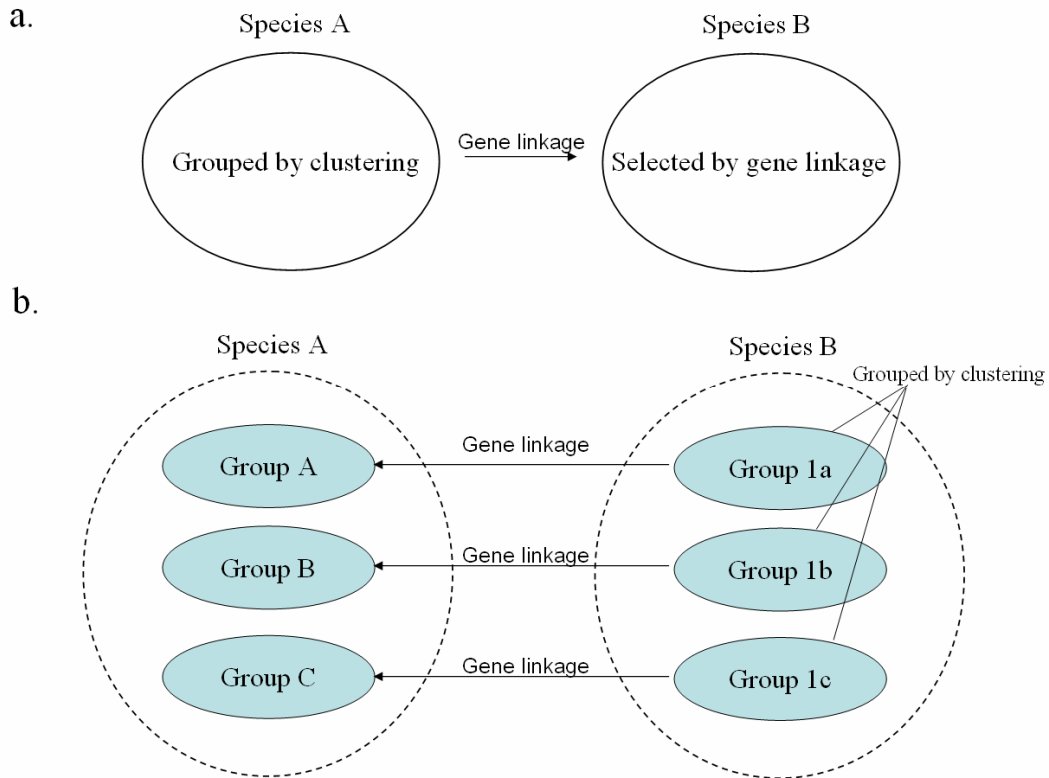 a.
Species A
Species B
Gene linkage
Grouped by clustering
Selected by gene linkage
b.
Species A
Species B
Grouped by clustering
Group A
Gene linkage
Group 1a
Group B
Gene linkage
Group 1b
Group C
Gene linkage
Group 1c